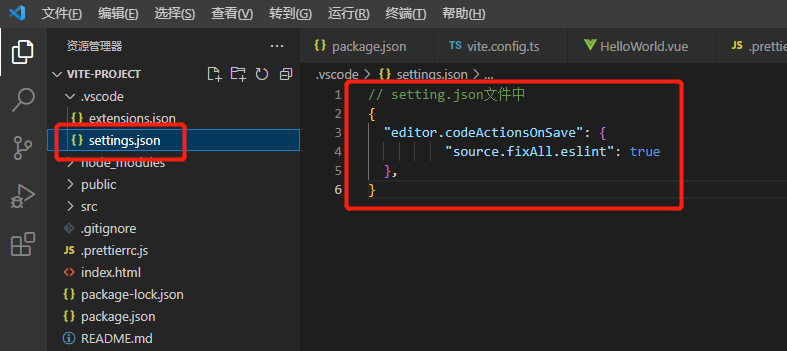 文件(F) 编辑(E) 选择(S) 查看(V) 转到(G) 运行(R) 终端(T) 帮助(H)
资源管理器 ...
VITE-PROJECT
.vscode
{} extensions.json
{} settings.json
node_modules
public
src
.gitignore
JS .prettierrc.js
<> index.html
{} package-lock.json
{} package.json
README.md
{} package.json TS vite.config.ts HelloWorld.vue JS .prettie
.vscode > {} settings.json > ...
1 // setting.json文件中
2 {
3 "editor.codeActionsOnSave": {
4 "source.fixAll.eslint": true
5 },
6 }